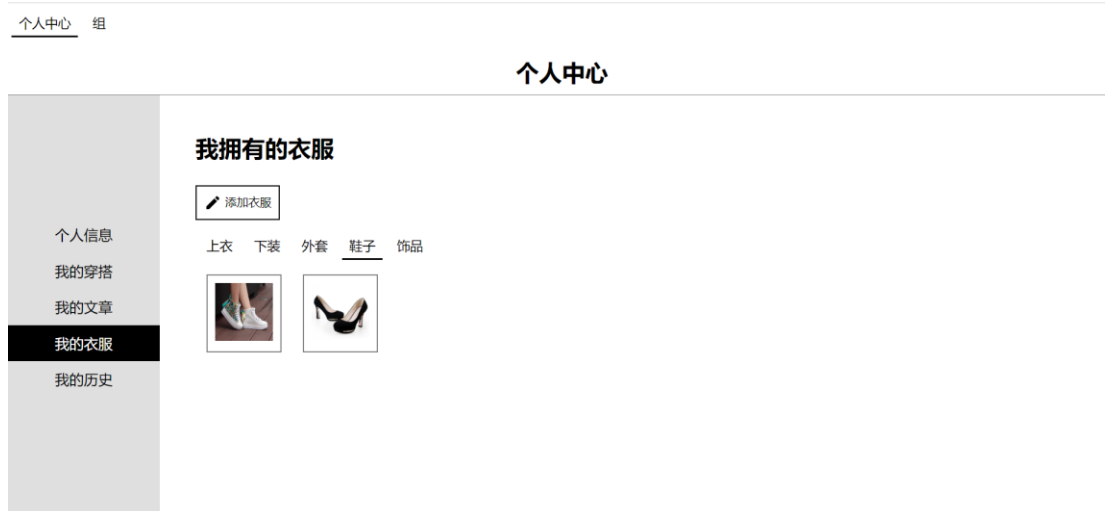 个人中心 组
个人中心
我拥有的衣服
添加衣服
上衣 下装 外套 鞋子 饰品
个人信息
我的穿搭
我的文章
我的衣服
我的历史